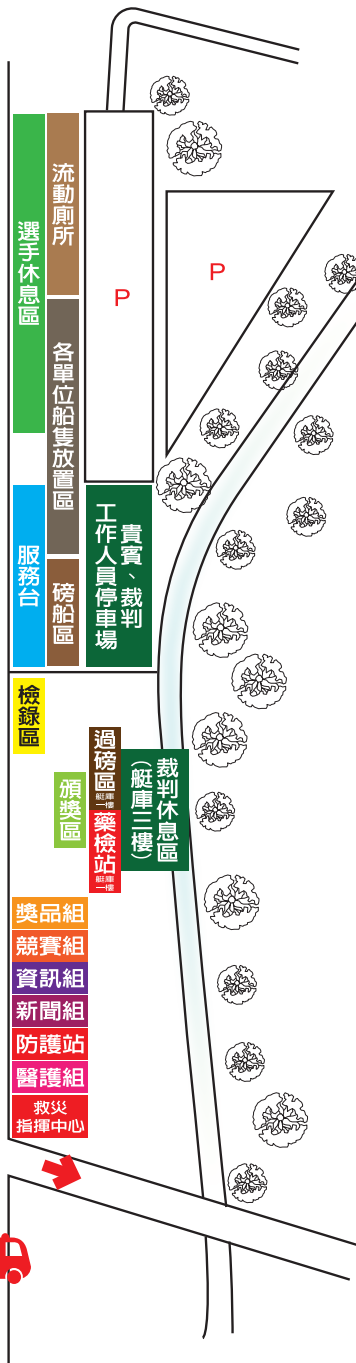 流動廁所
選手休息區
P
P
各單位船隻放置區
服務台
磅船區
貴賓、裁判
工作人員停車場
檢錄區
過磅區 艇庫一樓
裁判休息區
(艇庫三樓)
頒獎區
藥檢站 艇庫一樓
獎品組
競賽組
資訊組
新聞組
防護站
醫護組
救災
指揮中心